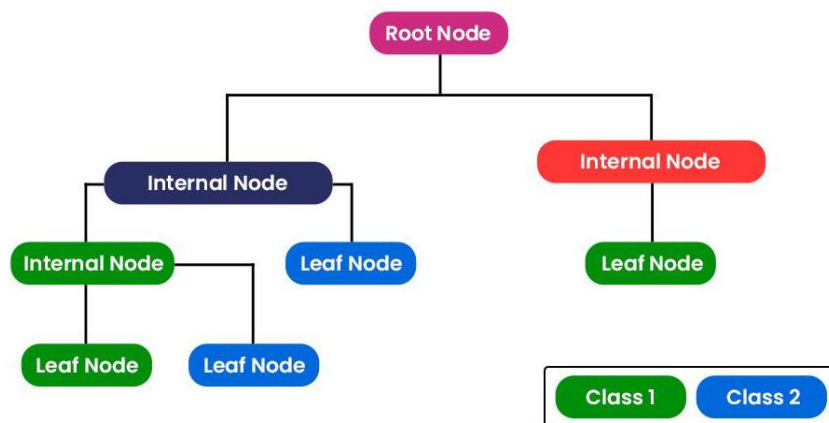 Root Node
Internal Node
Internal Node
Internal Node
Leaf Node
Leaf Node
Leaf Node
Leaf Node
Class 1
Class 2